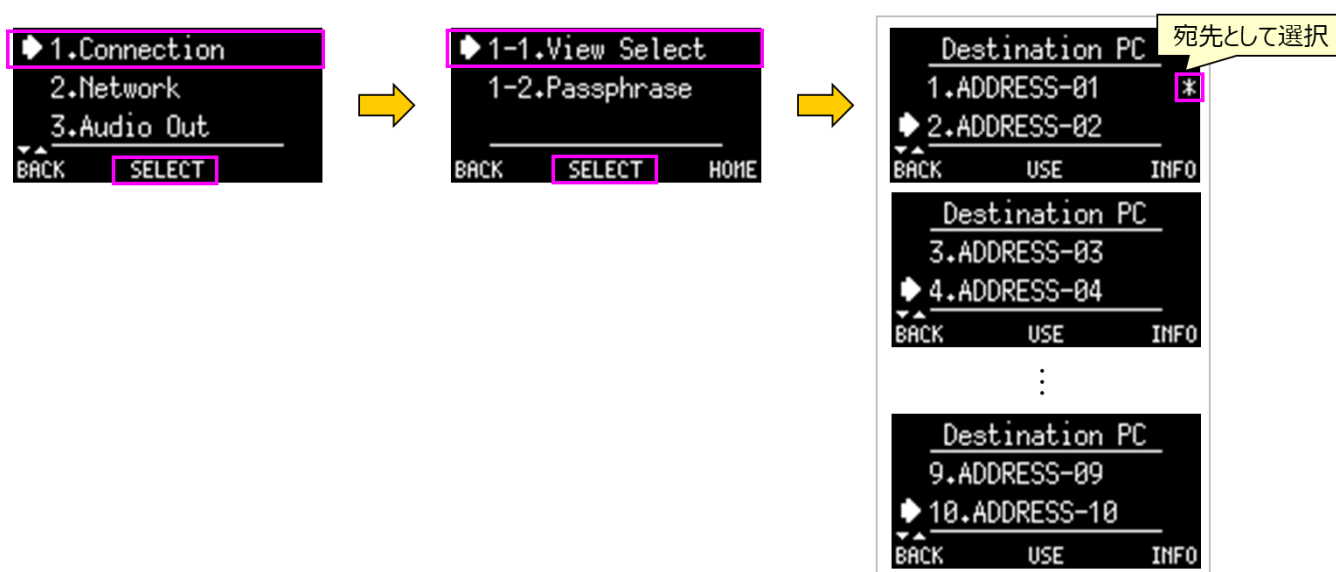 1.Connection
2.Network
3.Audio Out
BACK SELECT
1-1.View Select
1-2.Passphrase
BACK SELECT HOME
宛先として選択
Destination PC
1.ADDRESS-01 *
2.ADDRESS-02
BACK USE INFO
Destination PC
3.ADDRESS-03
4.ADDRESS-04
BACK USE INFO
⋮
Destination PC
9.ADDRESS-09
10.ADDRESS-10
BACK USE INFO